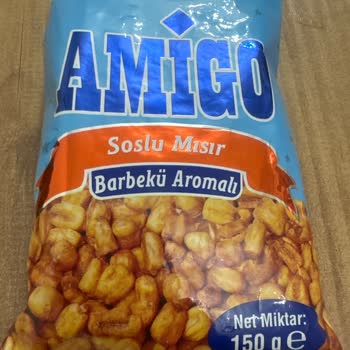 AMİGO
Soslu Mısır
Barbekü Aromalı
Net Miktar:
150 g e